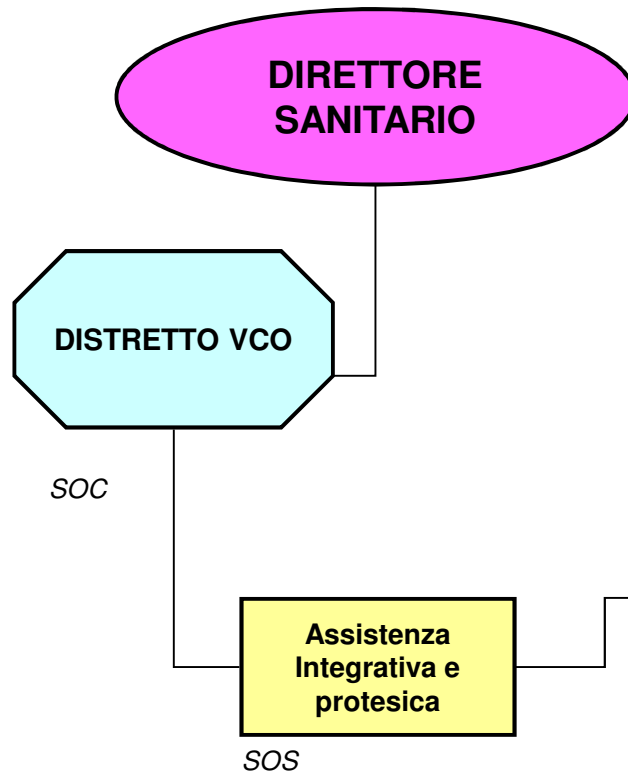 DIRETTORE
SANITARIO
DISTRETTO VCO
SOC
Assistenza
Integrativa e
protesica
SOS